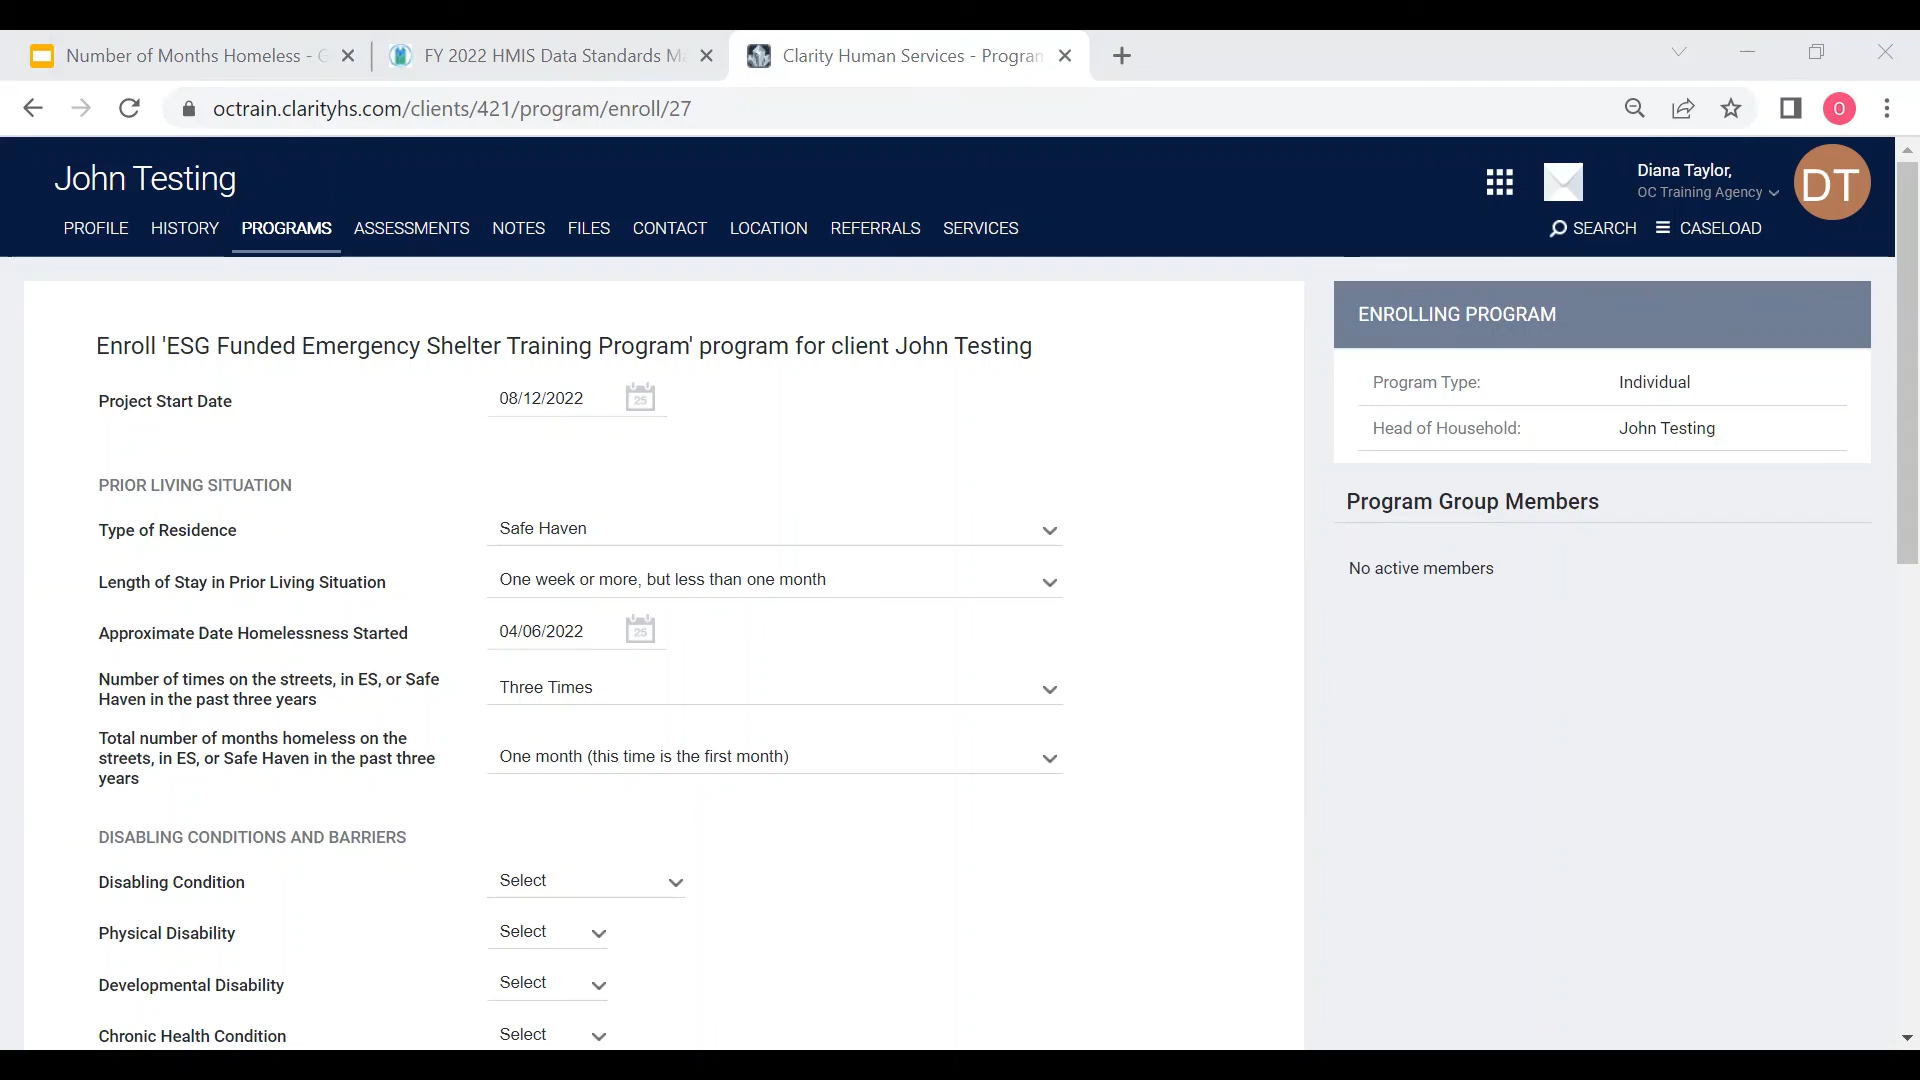 Number of Months Homeless - G
FY 2022 HMIS Data Standards Ma
Clarity Human Services - Program
octrain.clarityhs.com/clients/421/program/enroll/27
O
John Testing
Diana Taylor,
OC Training Agency
DT
PROFILE HISTORY PROGRAMS ASSESSMENTS NOTES FILES CONTACT LOCATION REFERRALS SERVICES
SEARCH CASELOAD
Enroll 'ESG Funded Emergency Shelter Training Program' program for client John Testing
Project Start Date 08/12/2022 25
PRIOR LIVING SITUATION
Type of Residence Safe Haven
Length of Stay in Prior Living Situation One week or more, but less than one month
Approximate Date Homelessness Started 04/06/2022 25
Number of times on the streets, in ES, or Safe
Haven in the past three years
Three Times
Total number of months homeless on the
streets, in ES, or Safe Haven in the past three
years
One month (this time is the first month)
DISABLING CONDITIONS AND BARRIERS
Disabling Condition Select
Physical Disability Select
Developmental Disability Select
Chronic Health Condition Select
ENROLLING PROGRAM
Program Type: Individual
Head of Household: John Testing
Program Group Members
No active members